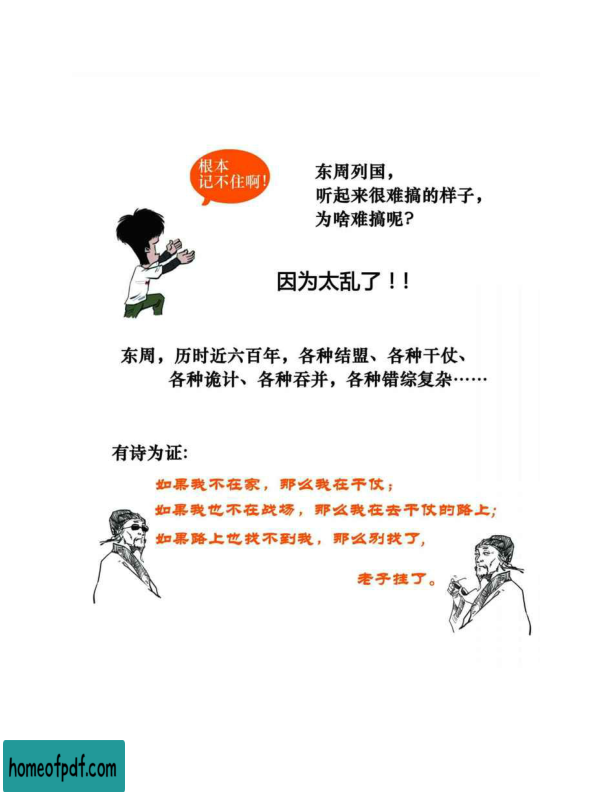 根本
记不住啊!
东周列国，
听起来很难搞的样子，
为啥难搞呢？
因为太乱了！！
东周，历时近六百年，各种结盟、各种干仗、
各种诡计、各种吞并，各种错综复杂……
有诗为证：
如果我不在家，那么我在干仗；
如果我也不在战场，那么我在去干仗的路上；
如果路上也找不到我，那么别找了，
老子挂了。
homeofpdf.com